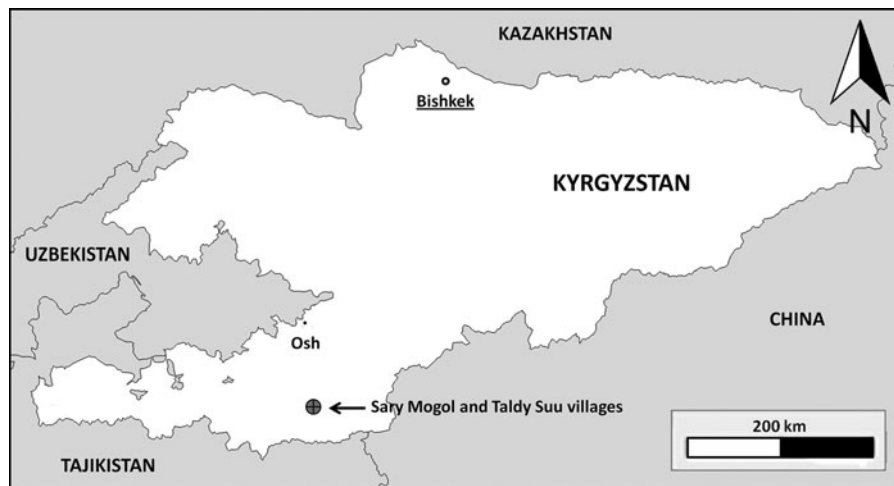 KAZAKHSTAN
Bishkek
N
KYRGYZSTAN
UZBEKISTAN
CHINA
Osh
Sary Mogol and Taldy Suu villages
200 km
TAJIKISTAN